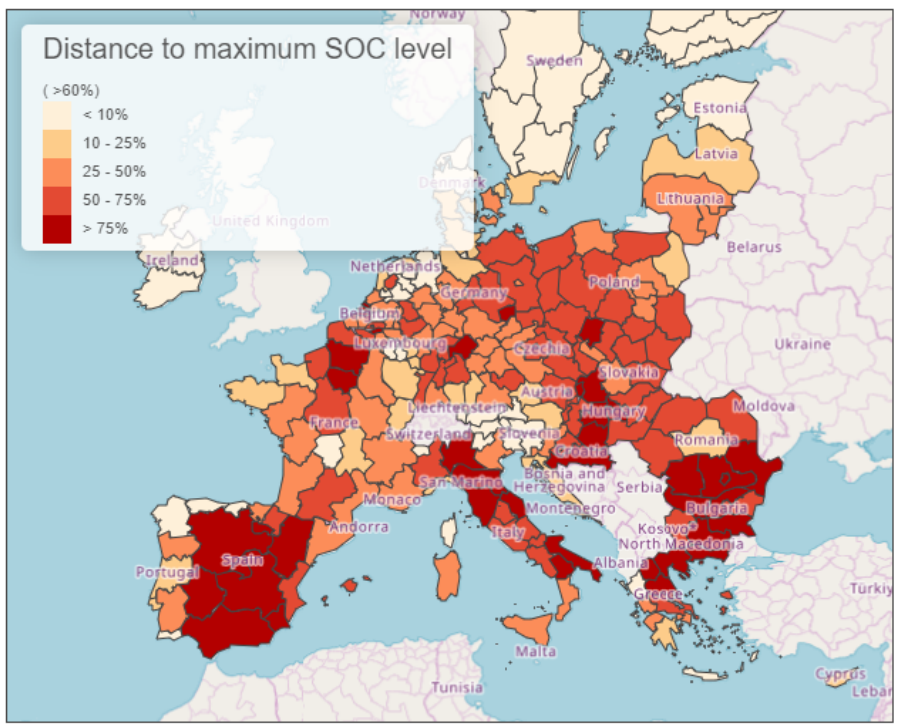 Norway
Distance to maximum SOC level
Sweden
( >60%)
< 10%
10 - 25%
25 - 50%
50 - 75%
> 75%
Estonia
Latvia
Denmark
Lithuania
United Kingdom
Ireland
Belarus
Netherlands
Poland
Germany
Belgium
Ukraine
Luxembourg
Czechia
Slovakia
Austria
Liechtenstein
Hungary
Moldova
France
Switzerland
Slovenia
Romania
Croatia
San Marino
Bosnia and
Herzegovina
Serbia
Monaco
Montenegro
Bulgaria
Andorra
Italy
Kosovo*
North Macedonia
Spain
Albania
Portugal
Greece
Türkiy
Malta
Cyprus
Tunisia
Leba